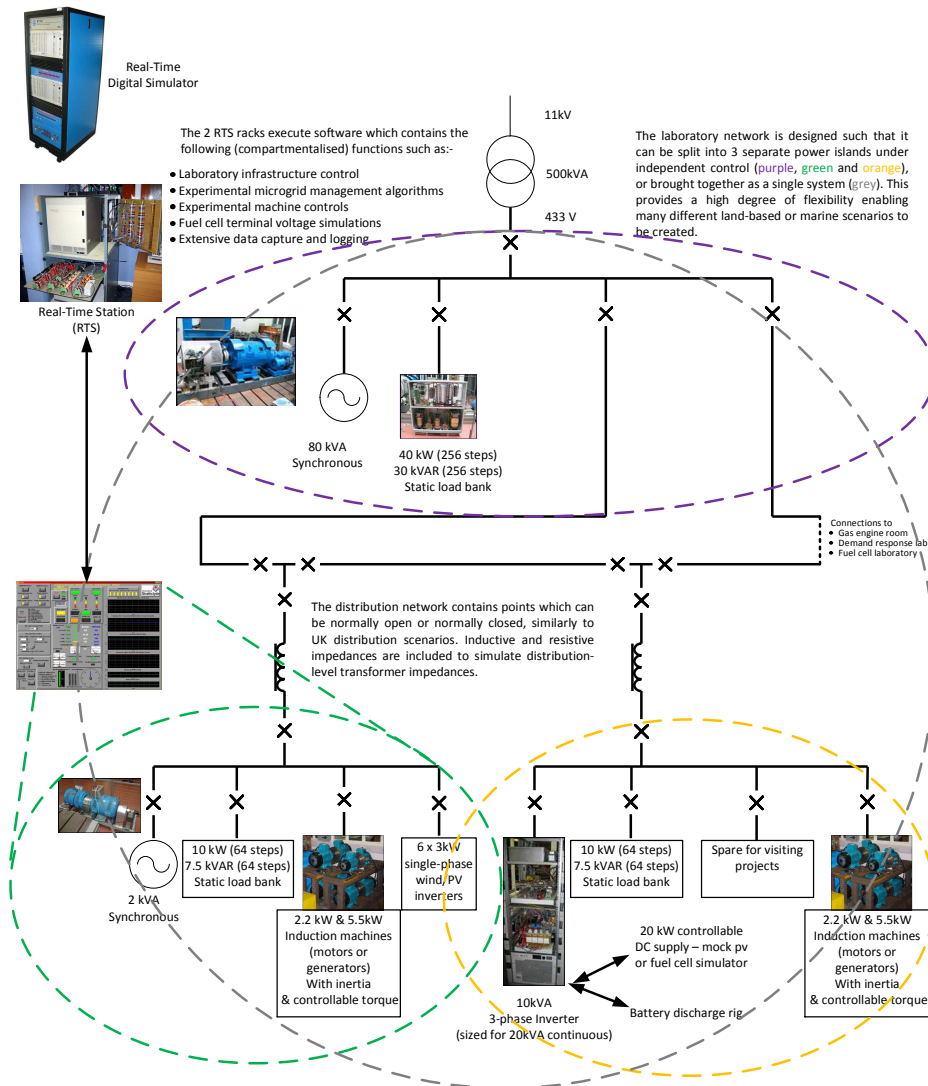 Real-Time
Digital Simulator
The 2 RTS racks execute software which contains the
following (compartmentalised) functions such as:-
● Laboratory infrastructure control
● Experimental microgrid management algorithms
● Experimental machine controls
● Fuel cell terminal voltage simulations
● Extensive data capture and logging
11kV
500kVA
433 V
The laboratory network is designed such that it
can be split into 3 separate power islands under
independent control (purple, green and orange),
or brought together as a single system (grey). This
provides a high degree of flexibility enabling
many different land-based or marine scenarios to
be created.
Real-Time Station
(RTS)
80 kVA
Synchronous
40 kW (256 steps)
30 kVAR (256 steps)
Static load bank
Connections to
● Gas engine room
● Demand response lab
● Fuel cell laboratory
The distribution network contains points which can
be normally open or normally closed, similarly to
UK distribution scenarios. Inductive and resistive
impedances are included to simulate distribution-
level transformer impedances.
2 kVA
Synchronous
10 kW (64 steps)
7.5 kVAR (64 steps)
Static load bank
2.2 kW & 5.5kW
Induction machines
(motors or
generators)
With inertia
& controllable torque
6 x 3kW
single-phase
wind, PV
inverters
10kVA
3-phase Inverter
(sized for 20kVA continuous)
10 kW (64 steps)
7.5 kVAR (64 steps)
Static load bank
20 kW controllable
DC supply – mock pv
or fuel cell simulator
Battery discharge rig
Spare for visiting
projects
2.2 kW & 5.5kW
Induction machines
(motors or
generators)
With inertia
& controllable torque